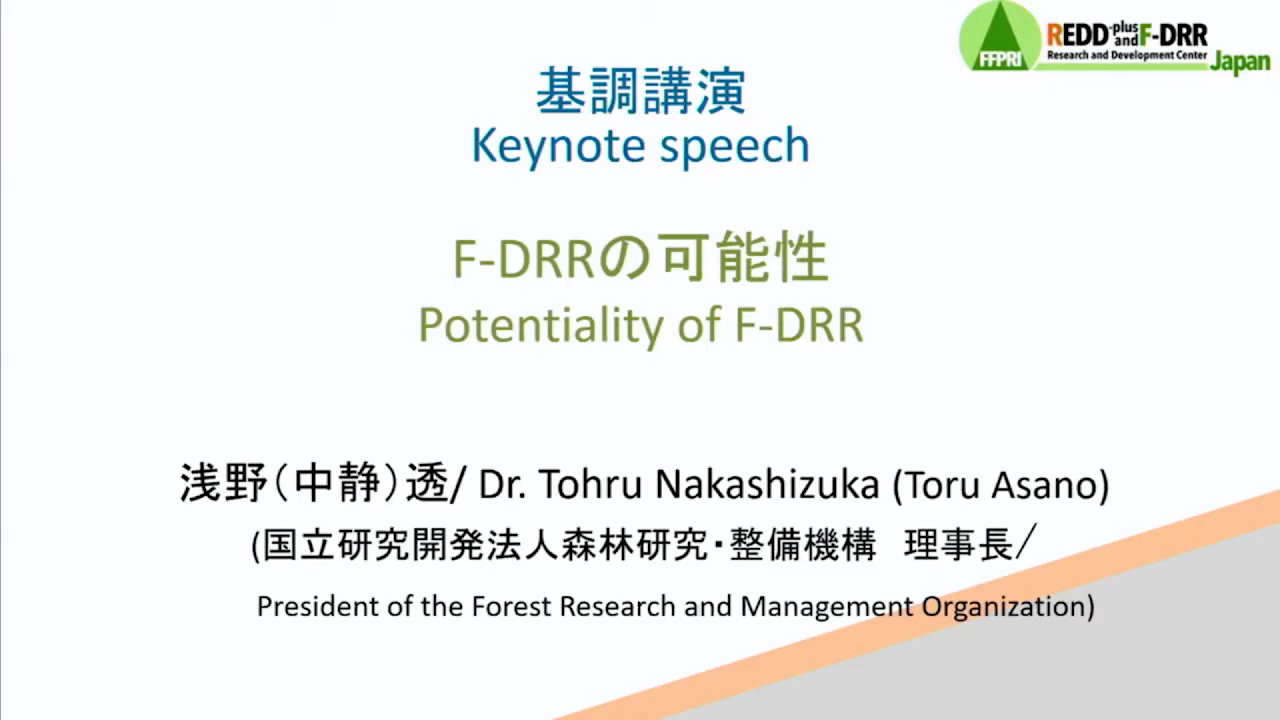 FFPRI
REDD-plus and F-DRR
Research and Development Center Japan
基調講演
Keynote speech
F-DRRの可能性
Potentiality of F-DRR
浅野（中静）透/ Dr. Tohru Nakashizuka (Toru Asano)
(国立研究開発法人森林研究・整備機構　理事長/
President of the Forest Research and Management Organization)